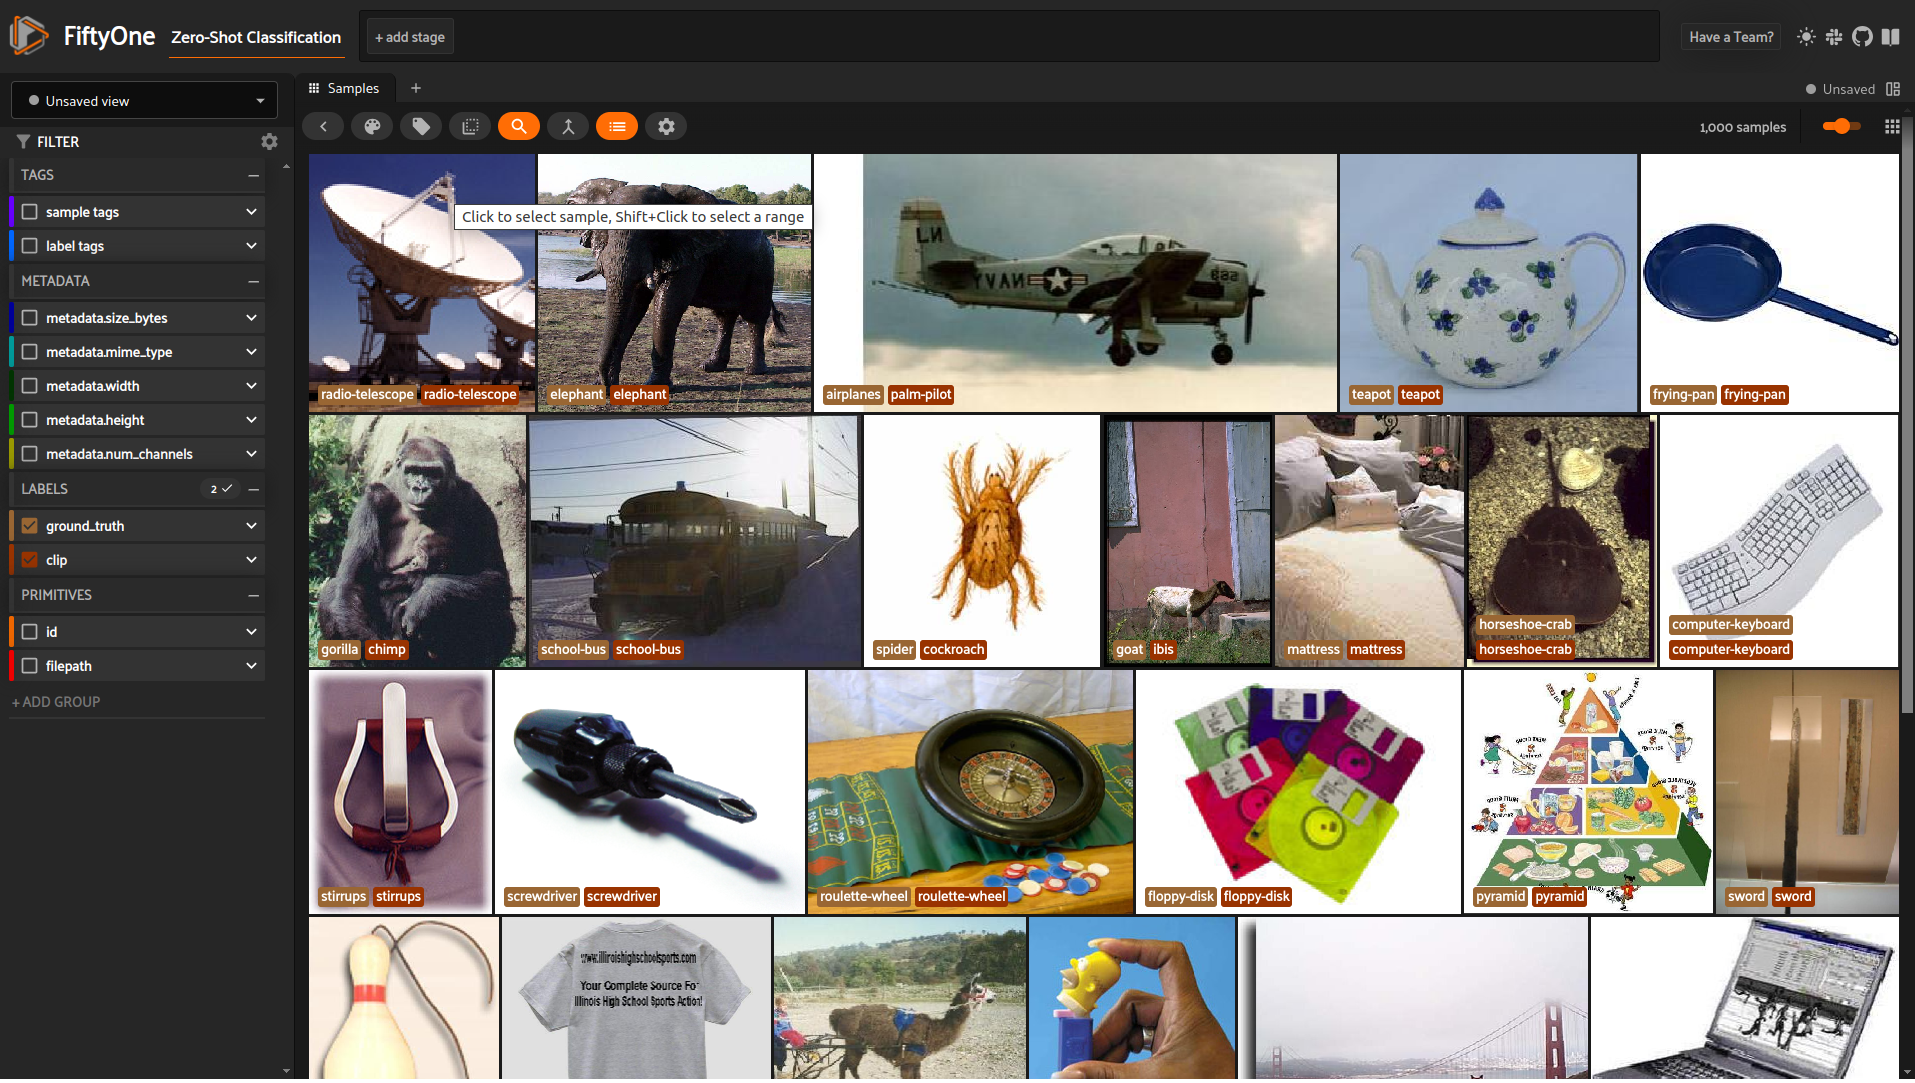 FiftyOne
Zero-Shot Classification
+ add stage
Have a Team?
Unsaved view
Samples
+
Unsaved
FILTER
1,000 samples
TAGS
sample tags
label tags
METADATA
metadata.size_bytes
metadata.mime_type
metadata.width
metadata.height
metadata.num_channels
LABELS
2
ground_truth
clip
PRIMITIVES
id
filepath
+ ADD GROUP
Click to select sample, Shift+Click to select a range
radio-telescope radio-telescope
elephant elephant
airplanes palm-pilot
teapot teapot
frying-pan frying-pan
gorilla chimp
school-bus school-bus
spider cockroach
goat ibis
mattress mattress
horseshoe-crab
horseshoe-crab
computer-keyboard
computer-keyboard
stirrups stirrups
screwdriver screwdriver
roulette-wheel roulette-wheel
floppy-disk floppy-disk
pyramid pyramid
sword sword
www.illinoishighschoolsports.com
Your Complete Source For
Illinois High School Sports Action!